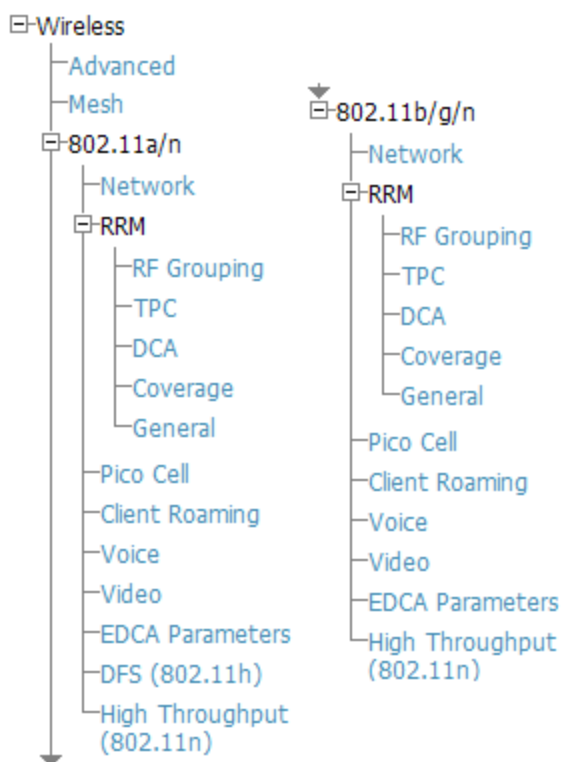 Wireless
Advanced
Mesh
802.11a/n
Network
RRM
RF Grouping
TPC
DCA
Coverage
General
Pico Cell
Client Roaming
Voice
Video
EDCA Parameters
DFS (802.11h)
High Throughput
(802.11n)
802.11b/g/n
Network
RRM
RF Grouping
TPC
DCA
Coverage
General
Pico Cell
Client Roaming
Voice
Video
EDCA Parameters
High Throughput
(802.11n)